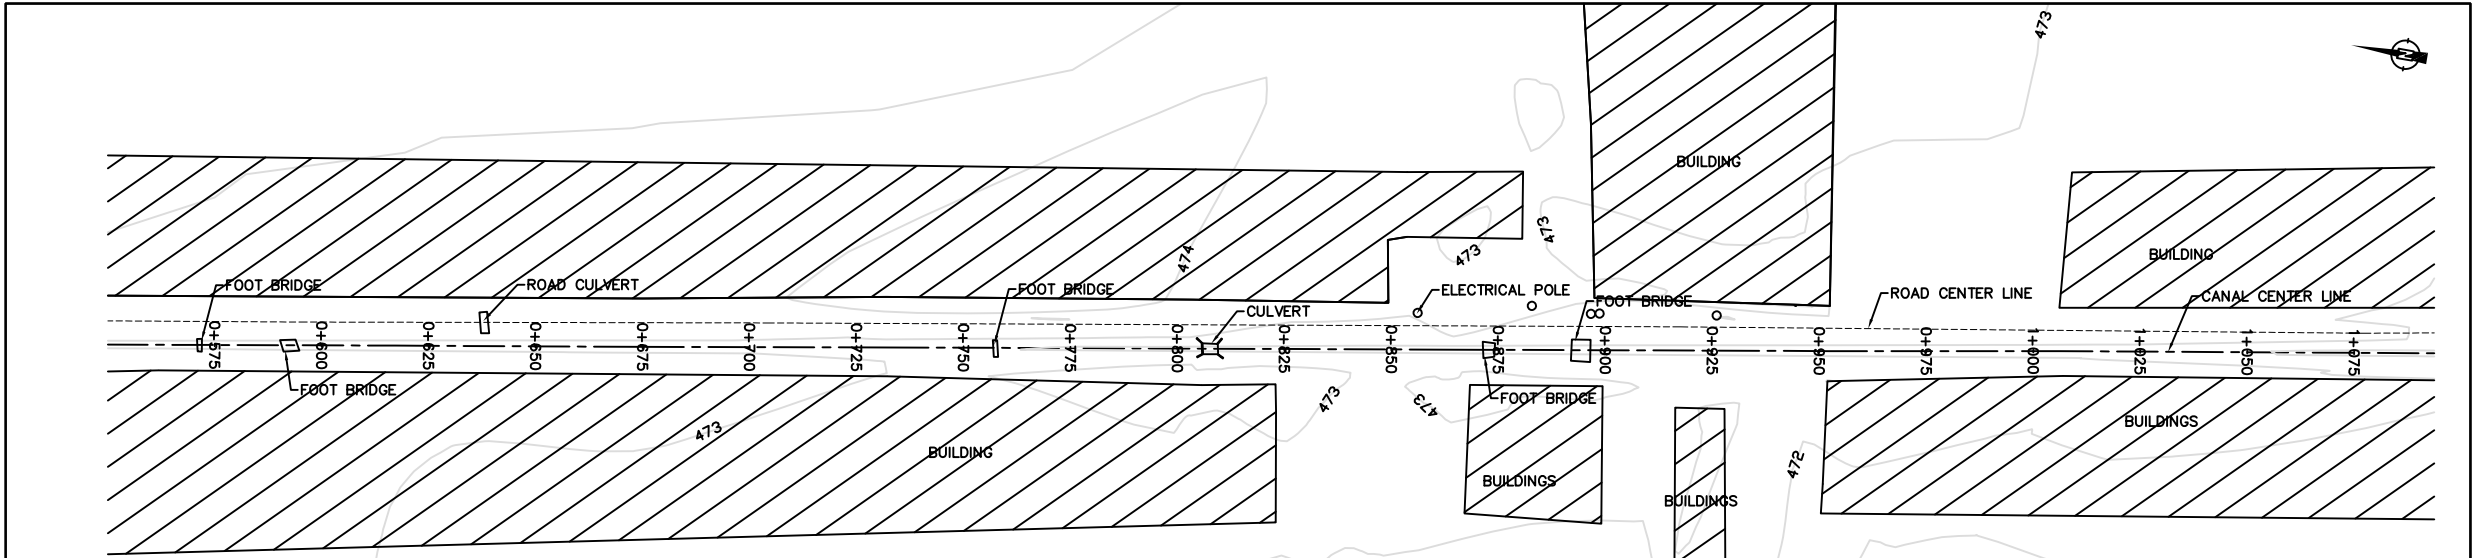 473
N
BUILDING
473
BUILDING
474
473
FOOT BRIDGE
ROAD CULVERT
FOOT BRIDGE
ELECTRICAL POLE
FOOT BRIDGE
ROAD CENTER LINE
CANAL CENTER LINE
CULVERT
0+575
0+600
0+625
0+650
0+675
0+700
0+725
0+750
0+775
0+800
0+825
0+850
0+875
0+900
0+925
0+950
0+975
1+000
1+025
1+050
1+075
FOOT BRIDGE
473
473
FOOT BRIDGE
473
BUILDING
BUILDINGS
BUILDINGS
472
BUILDINGS